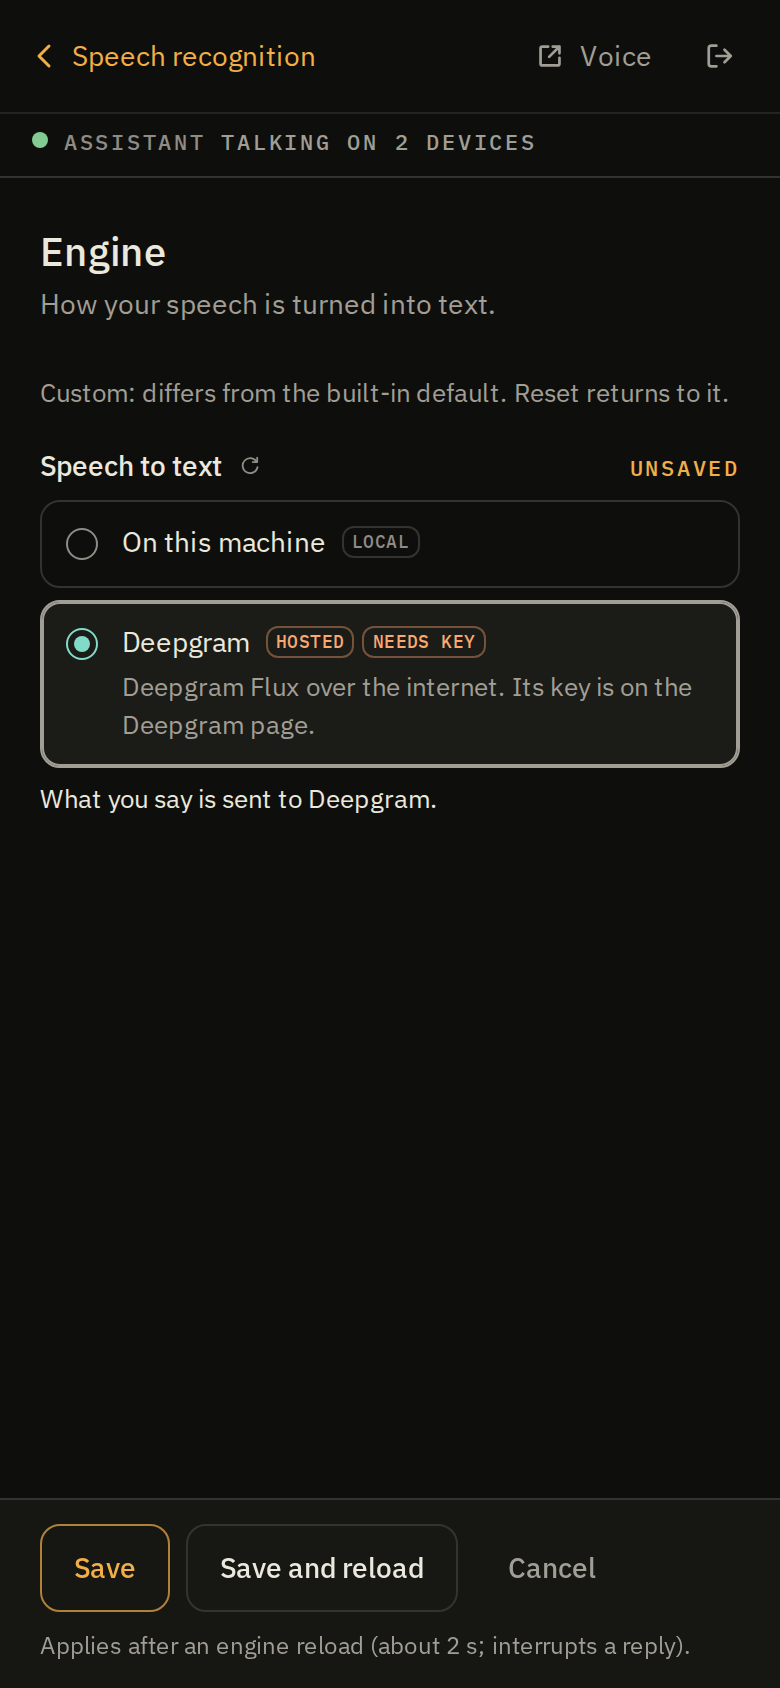 Speech recognition
Voice
ASSISTANT TALKING ON 2 DEVICES
Engine
How your speech is turned into text.
Custom: differs from the built-in default. Reset returns to it.
Speech to text UNSAVED
On this machine LOCAL
Deepgram HOSTED NEEDS KEY
Deepgram Flux over the internet. Its key is on the
Deepgram page.
What you say is sent to Deepgram.
Save Save and reload Cancel
Applies after an engine reload (about 2 s; interrupts a reply).